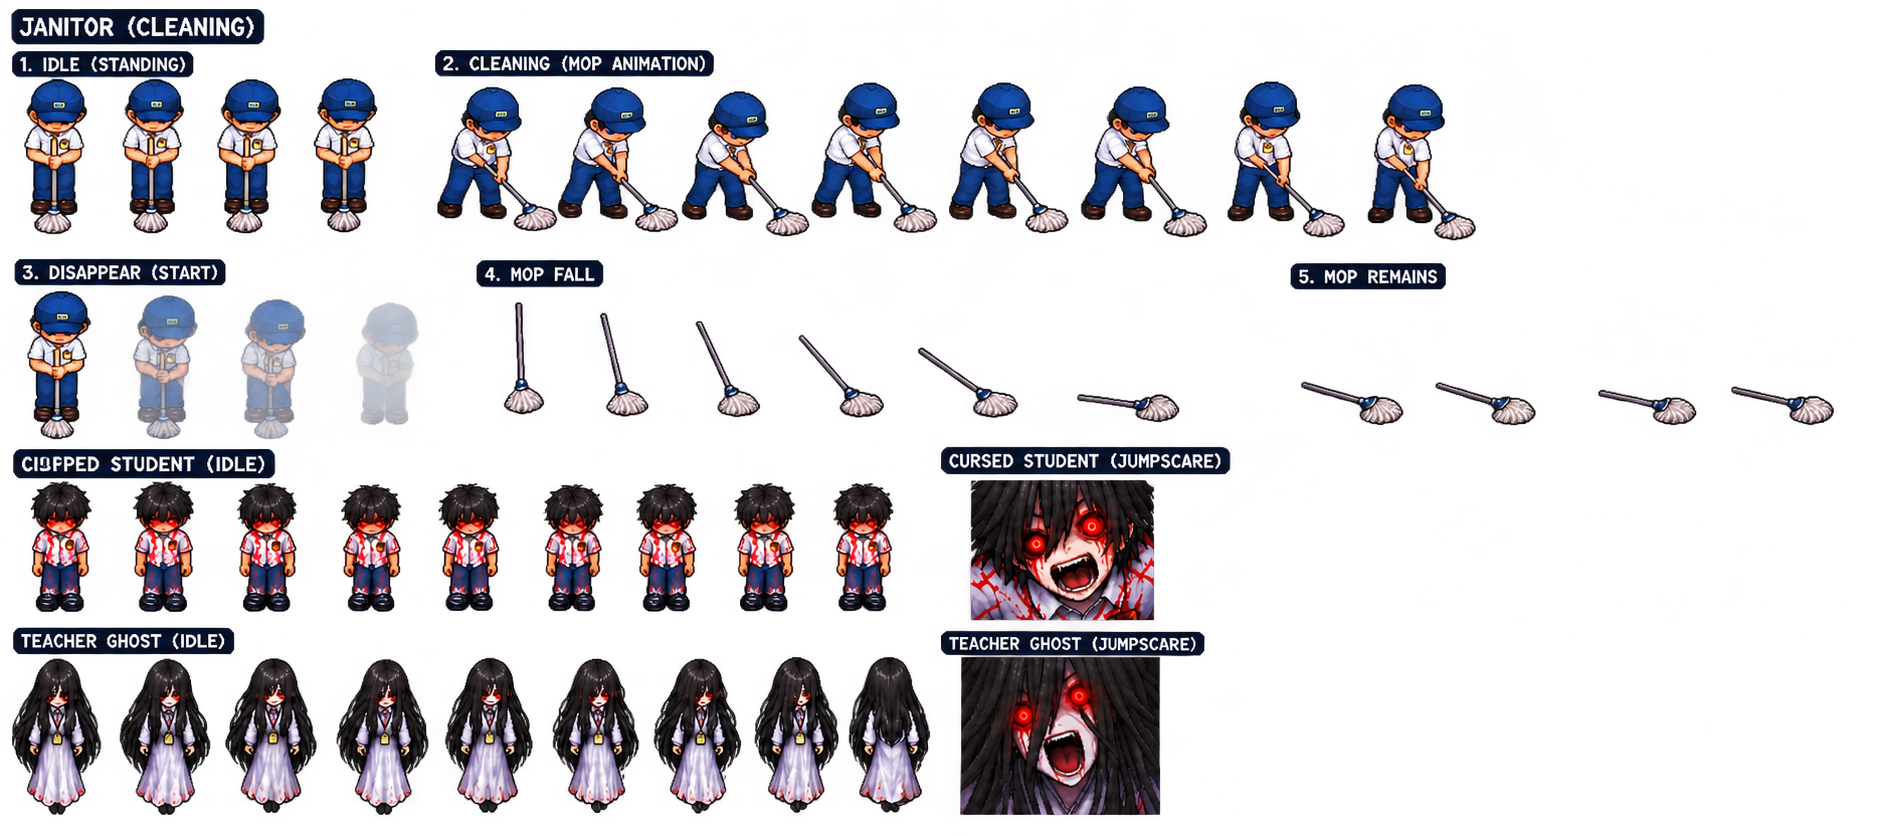 JANITOR (CLEANING)
1. IDLE (STANDING)
2. CLEANING (MOP ANIMATION)
3. DISAPPEAR (START)
4. MOP FALL
5. MOP REMAINS
STUDENT (IDLE)
CURSED STUDENT (JUMPSCARE)
TEACHER GHOST (IDLE)
TEACHER GHOST (JUMPSCARE)